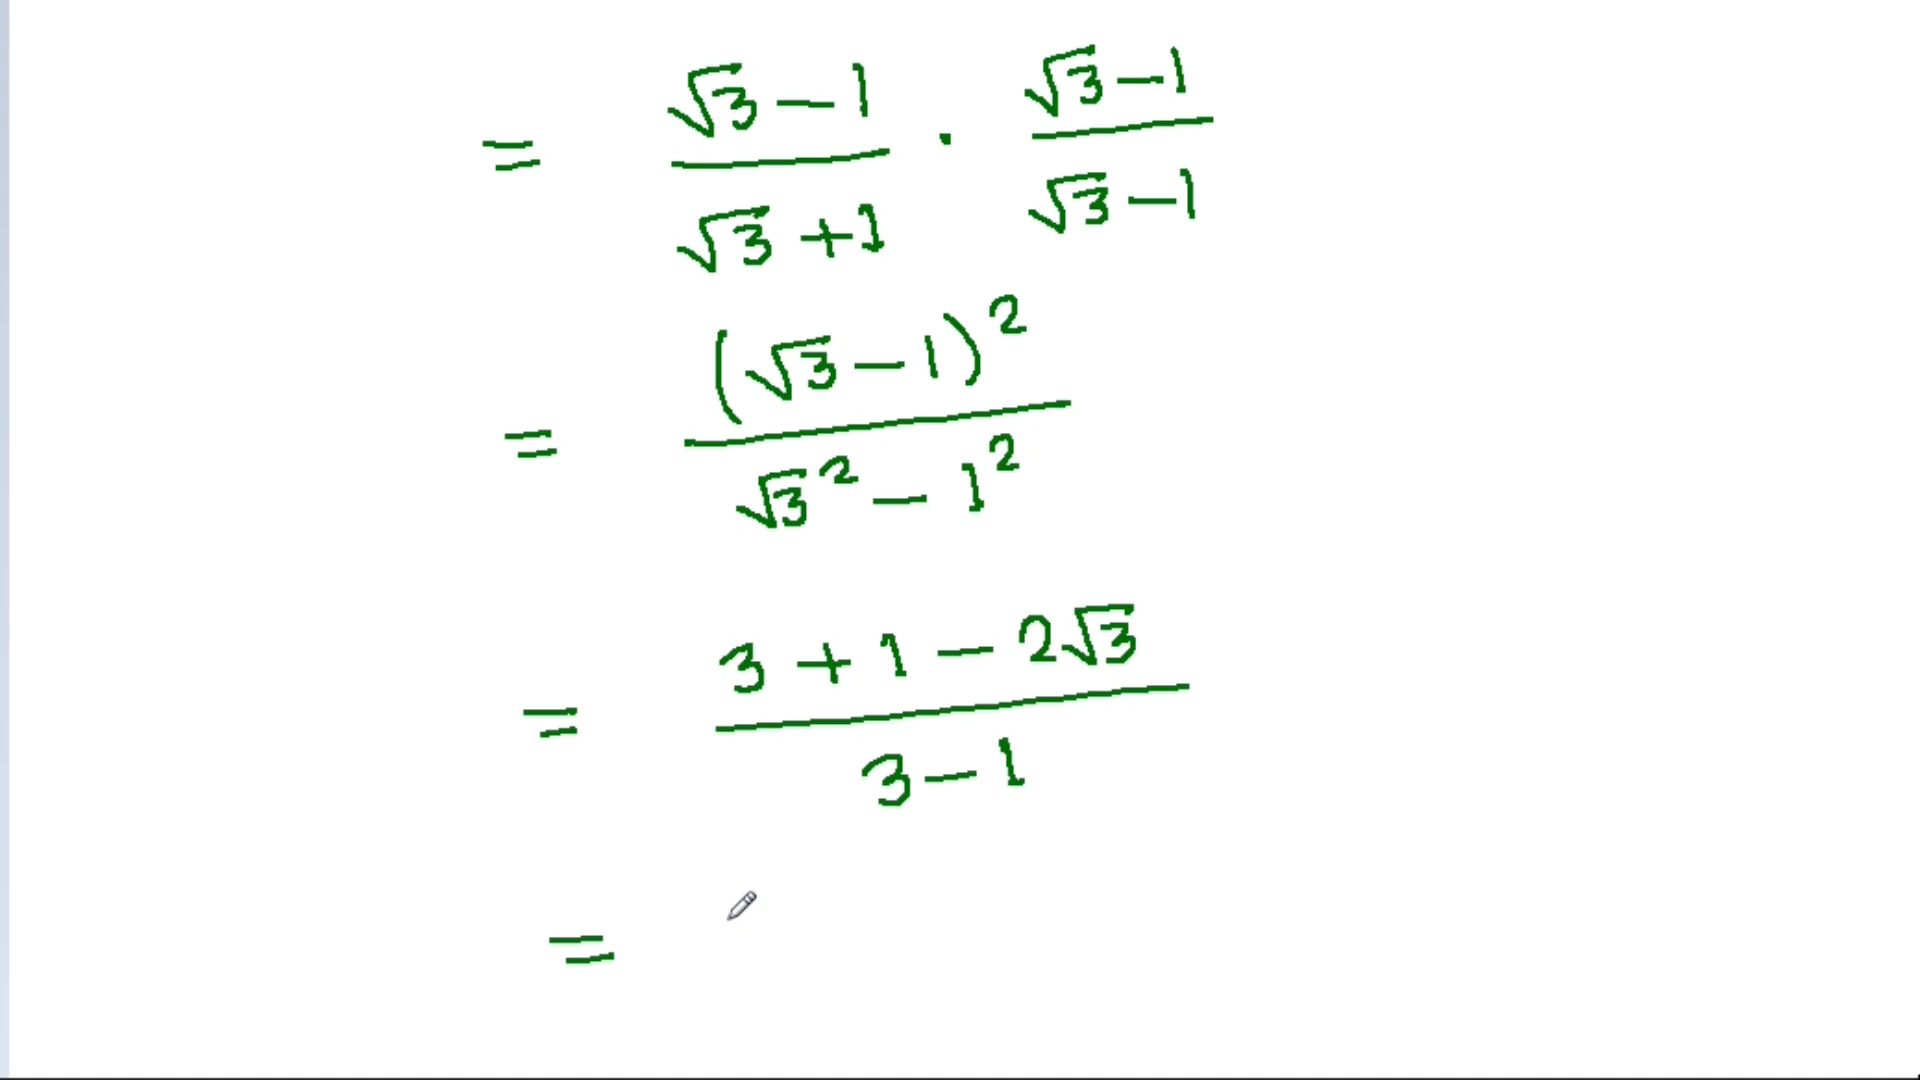 = (√3 − 1)/(√3 + 1) · (√3 − 1)/(√3 − 1)
= (√3 − 1)²/(√3² − 1²)
= (3 + 1 − 2√3)/(3 − 1)
=